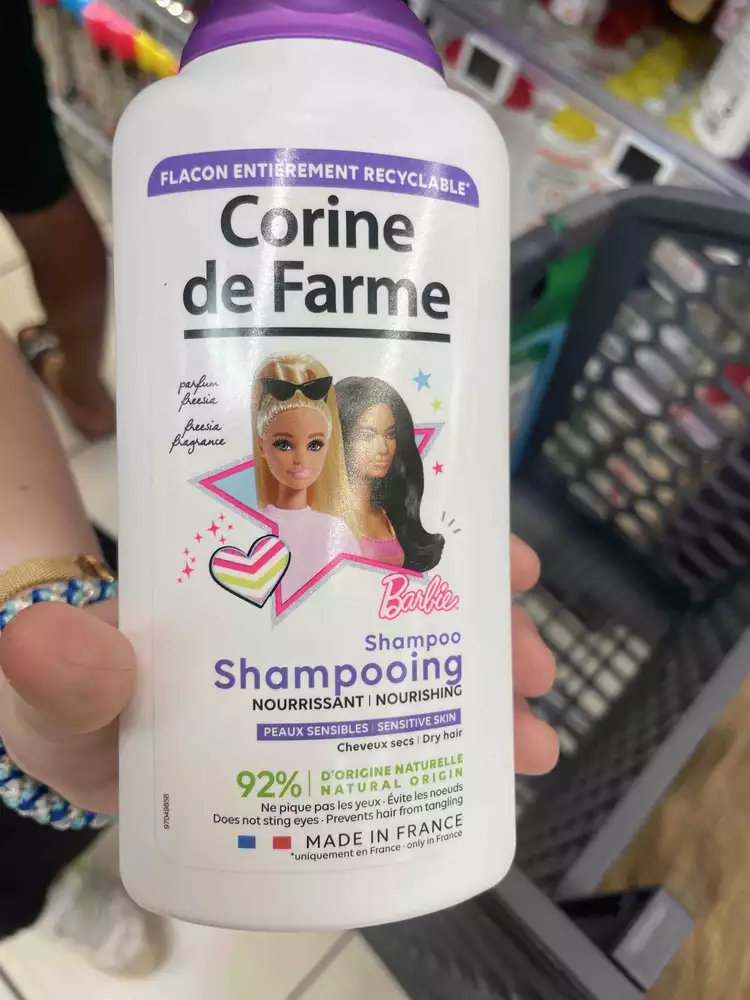 FLACON ENTIÈREMENT RECYCLABLE*
Corine
de Farme
parfum
freesia
freesia
fragrance
Barbie
Shampoo
Shampooing
NOURRISSANT | NOURISHING
PEAUX SENSIBLES | SENSITIVE SKIN
Cheveux secs | Dry hair
92% | D'ORIGINE NATURELLE
NATURAL ORIGIN
Ne pique pas les yeux · Évite les noeuds
Does not sting eyes · Prevents hair from tangling
MADE IN FRANCE
*uniquement en France · only in France
97049858